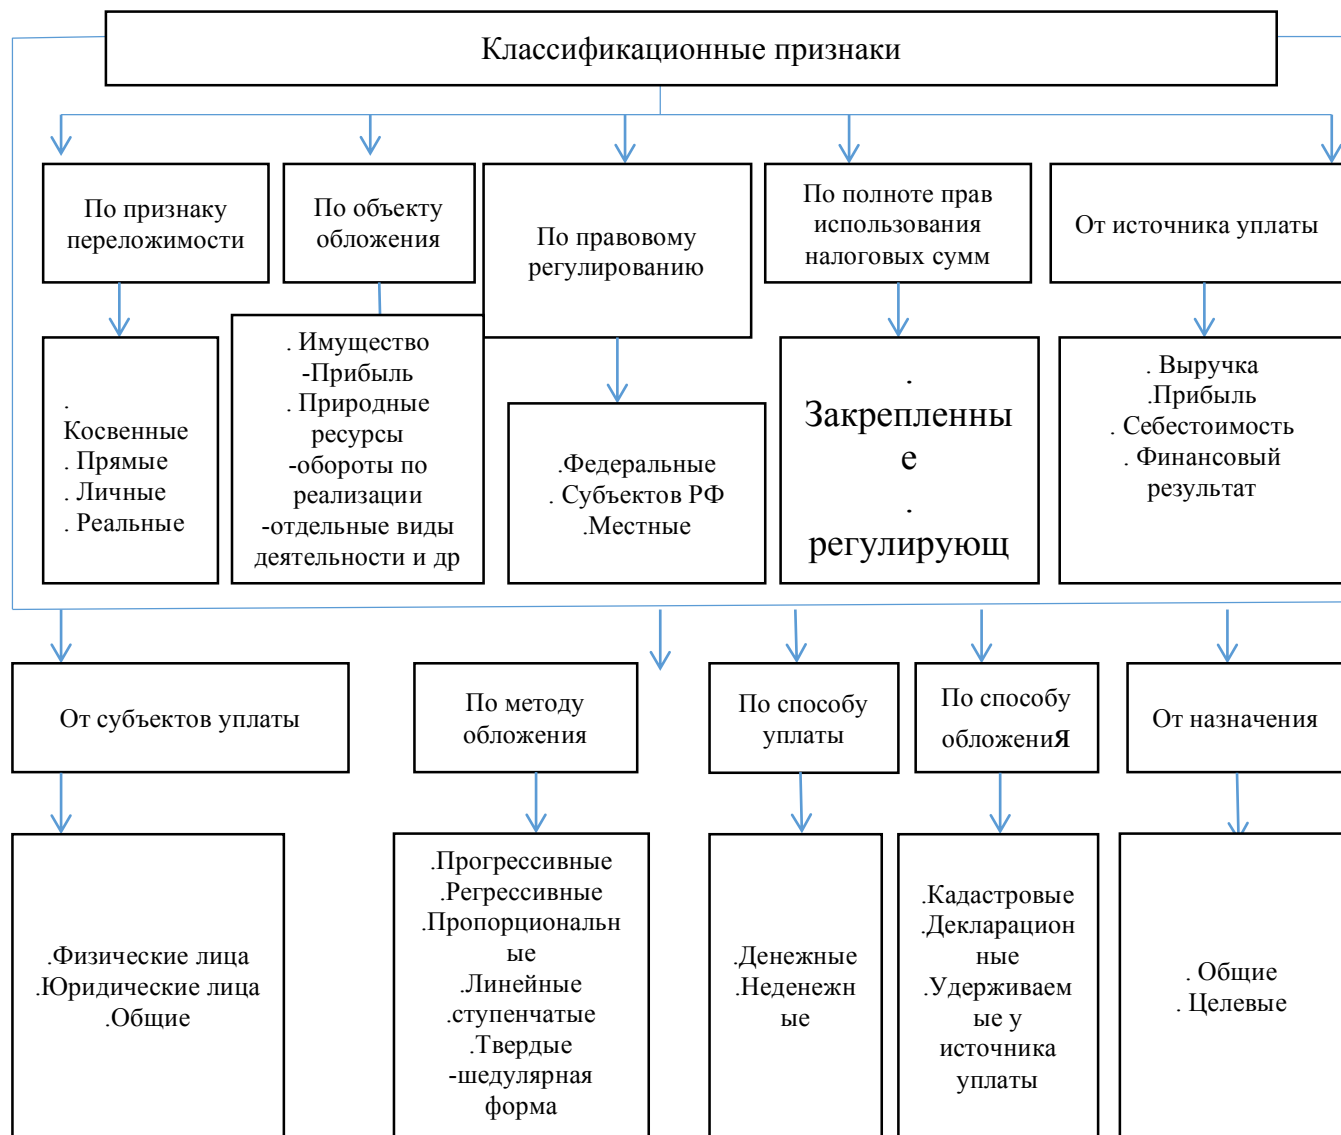 Классификационные признаки
По признаку
переложимости
По объекту
обложения
По правовому
регулированию
По полноте прав
использования
налоговых сумм
От источника уплаты
.
Косвенные
. Прямые
. Личные
. Реальные
. Имущество
-Прибыль
. Природные
ресурсы
-обороты по
реализации
-отдельные виды
деятельности и др
.Федеральные
. Субъектов РФ
.Местные
.
Закрепленны
е
.
регулирующ
. Выручка
.Прибыль
. Себестоимость
. Финансовый
результат
От субъектов уплаты
По методу
обложения
По способу
уплаты
По способу
обложения
От назначения
.Физические лица
.Юридические лица
.Общие
.Прогрессивные
.Регрессивные
.Пропорциональн
ые
.Линейные
.ступенчатые
.Твердые
-шедулярная
форма
.Денежные
.Неденежн
ые
.Кадастровые
.Декларацион
ные
.Удерживаем
ые у
источника
уплаты
. Общие
. Целевые